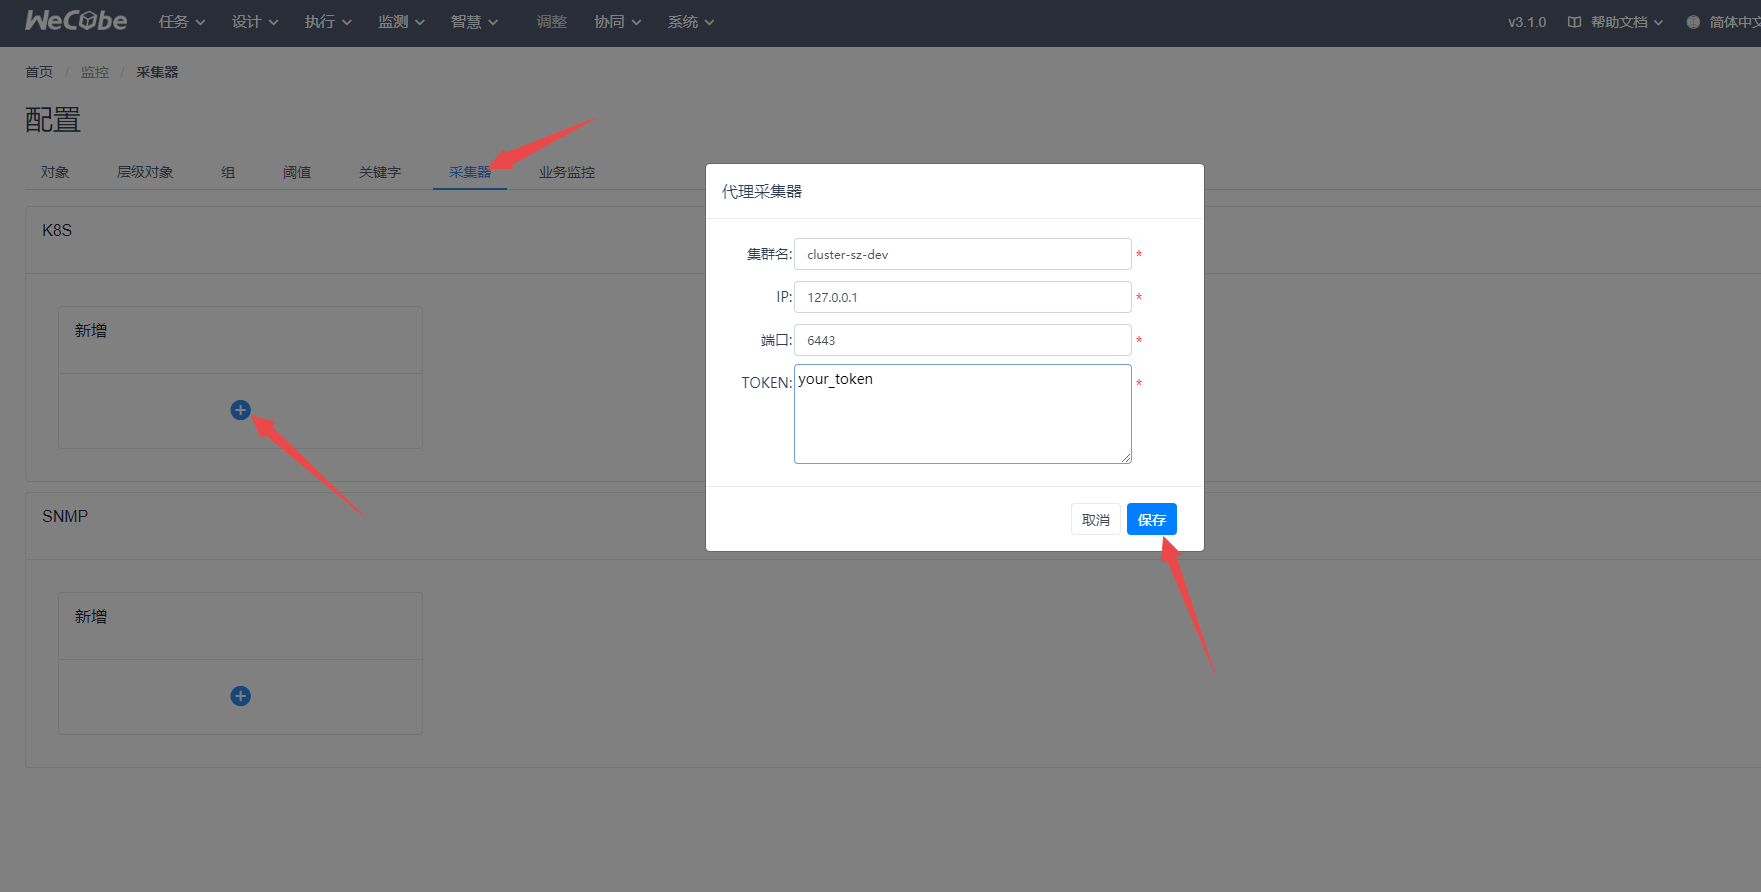 WeCube 任务 设计 执行 监测 智慧 调整 协同 系统 v3.1.0 帮助文档 简体中文
首页 / 监控 / 采集器
配置
对象 层级对象 组 阈值 关键字 采集器 业务监控
K8S
新增
SNMP
新增
代理采集器
集群名: cluster-sz-dev *
IP: 127.0.0.1 *
端口: 6443 *
TOKEN: your_token *
取消 保存